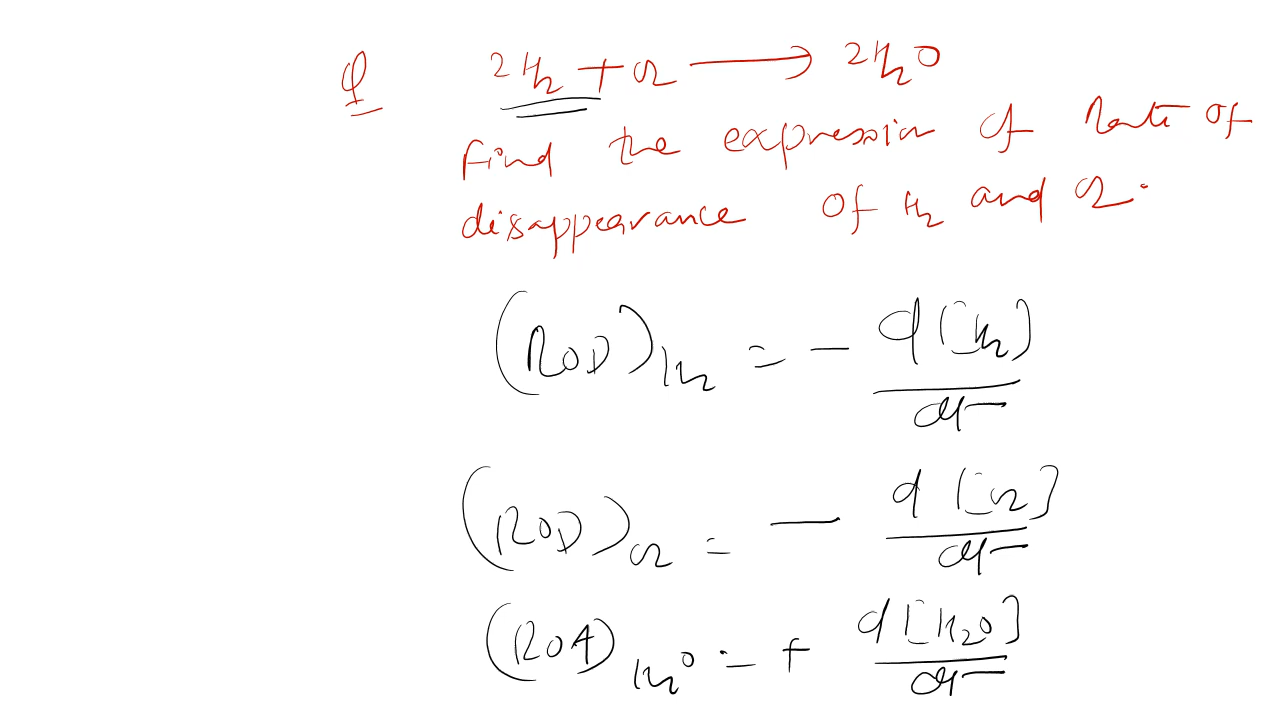 Q 2H₂ + O₂ ⟶ 2H₂O
Find the expression of Rate of
disappearance of H₂ and O₂.
(ROD)H₂ = - d[H₂]/dt
(ROD)O₂ = - d[O₂]/dt
(ROA)H₂O = + d[H₂O]/dt